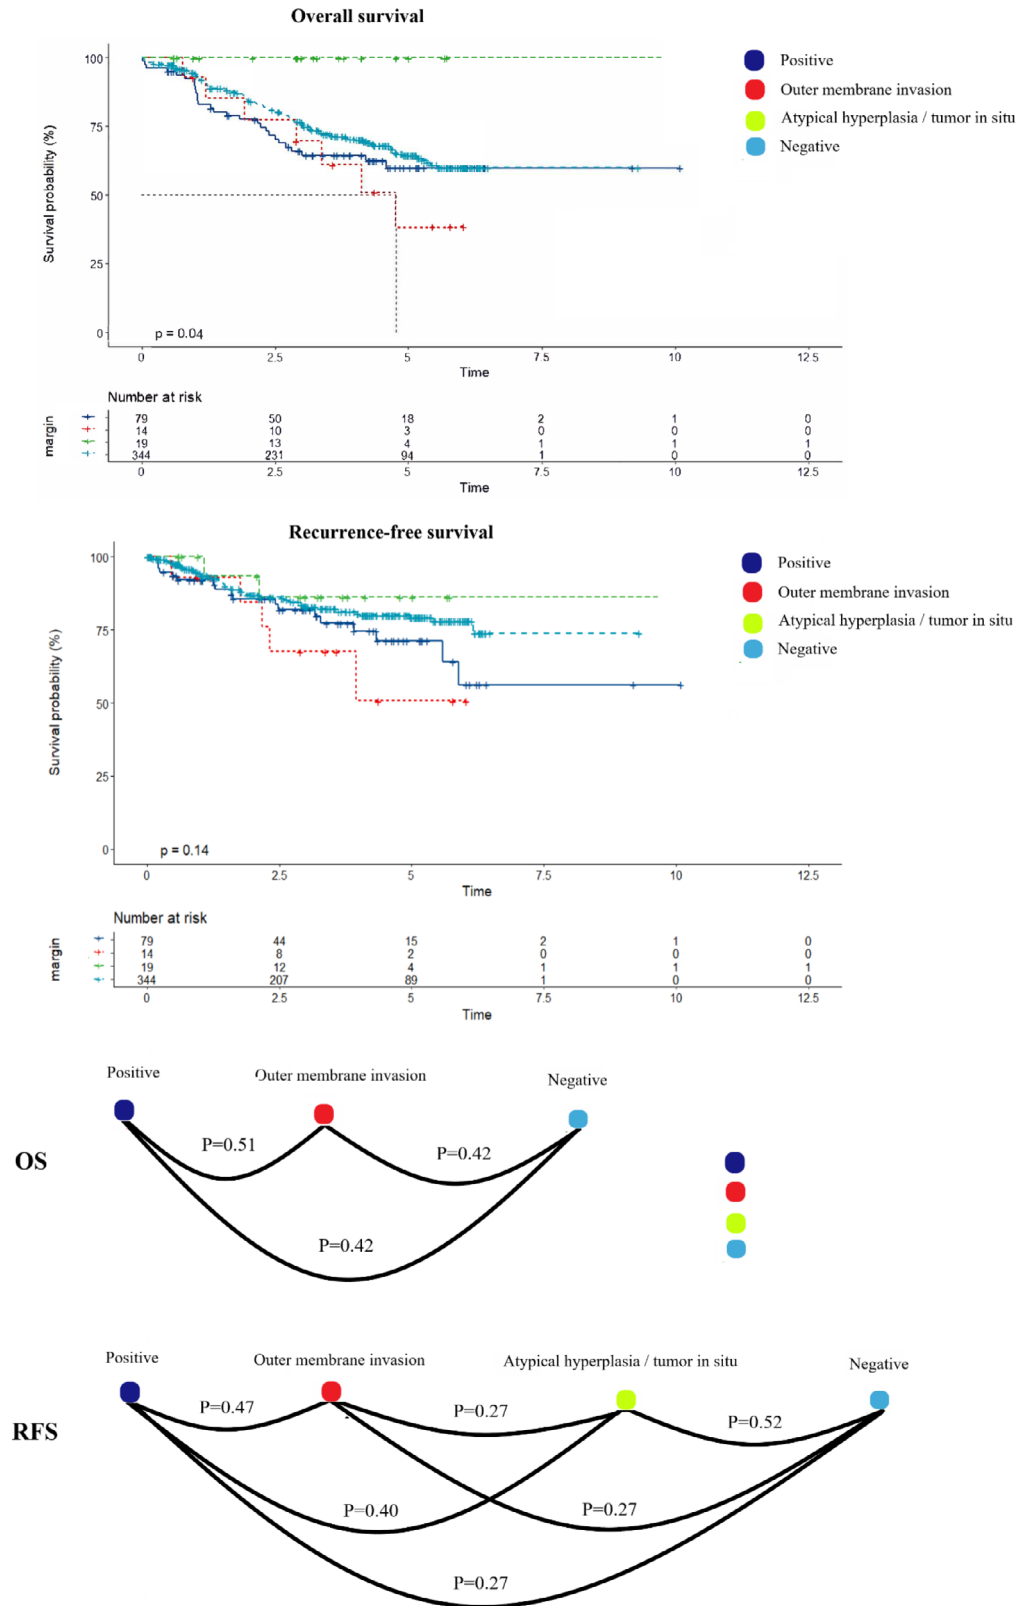 Overall survival
Positive
Outer membrane invasion
Atypical hyperplasia / tumor in situ
Negative
Survival probability (%)
100
75
50
25
0
p = 0.04
0 2.5 5 7.5 10 12.5
Time
Number at risk
margin
79 50 18 2 1 0
14 10 3 0 0 0
19 13 4 1 1 1
344 231 94 1 0 0
0 2.5 5 7.5 10 12.5
Time
Recurrence-free survival
Positive
Outer membrane invasion
Atypical hyperplasia / tumor in situ
Negative
Survival probability (%)
100
75
50
25
0
p = 0.14
0 2.5 5 7.5 10 12.5
Time
Number at risk
margin
79 44 15 2 1 0
14 8 2 0 0 0
19 12 4 1 1 1
344 207 89 1 0 0
0 2.5 5 7.5 10 12.5
Time
Positive Outer membrane invasion Negative
OS
P=0.51 P=0.42
P=0.42
Positive Outer membrane invasion Atypical hyperplasia / tumor in situ Negative
RFS
P=0.47 P=0.27 P=0.52
P=0.40 P=0.27
P=0.27